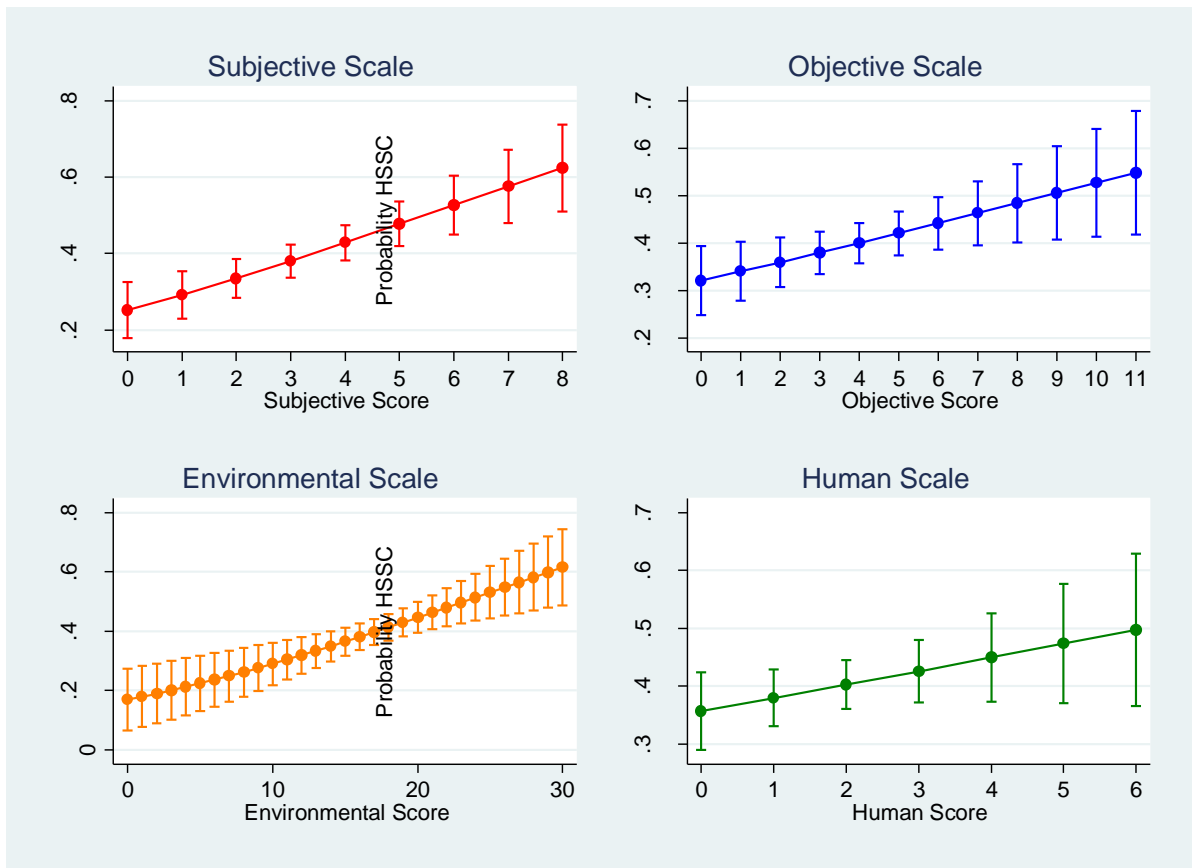 Subjective Scale
.8
.6
.4
.2
Probability HSSC
0 1 2 3 4 5 6 7 8
Subjective Score
Objective Scale
.7
.6
.5
.4
.3
.2
0 1 2 3 4 5 6 7 8 9 10 11
Objective Score
Environmental Scale
.8
.6
.4
.2
0
Probability HSSC
0 10 20 30
Environmental Score
Human Scale
.7
.6
.5
.4
.3
0 1 2 3 4 5 6
Human Score